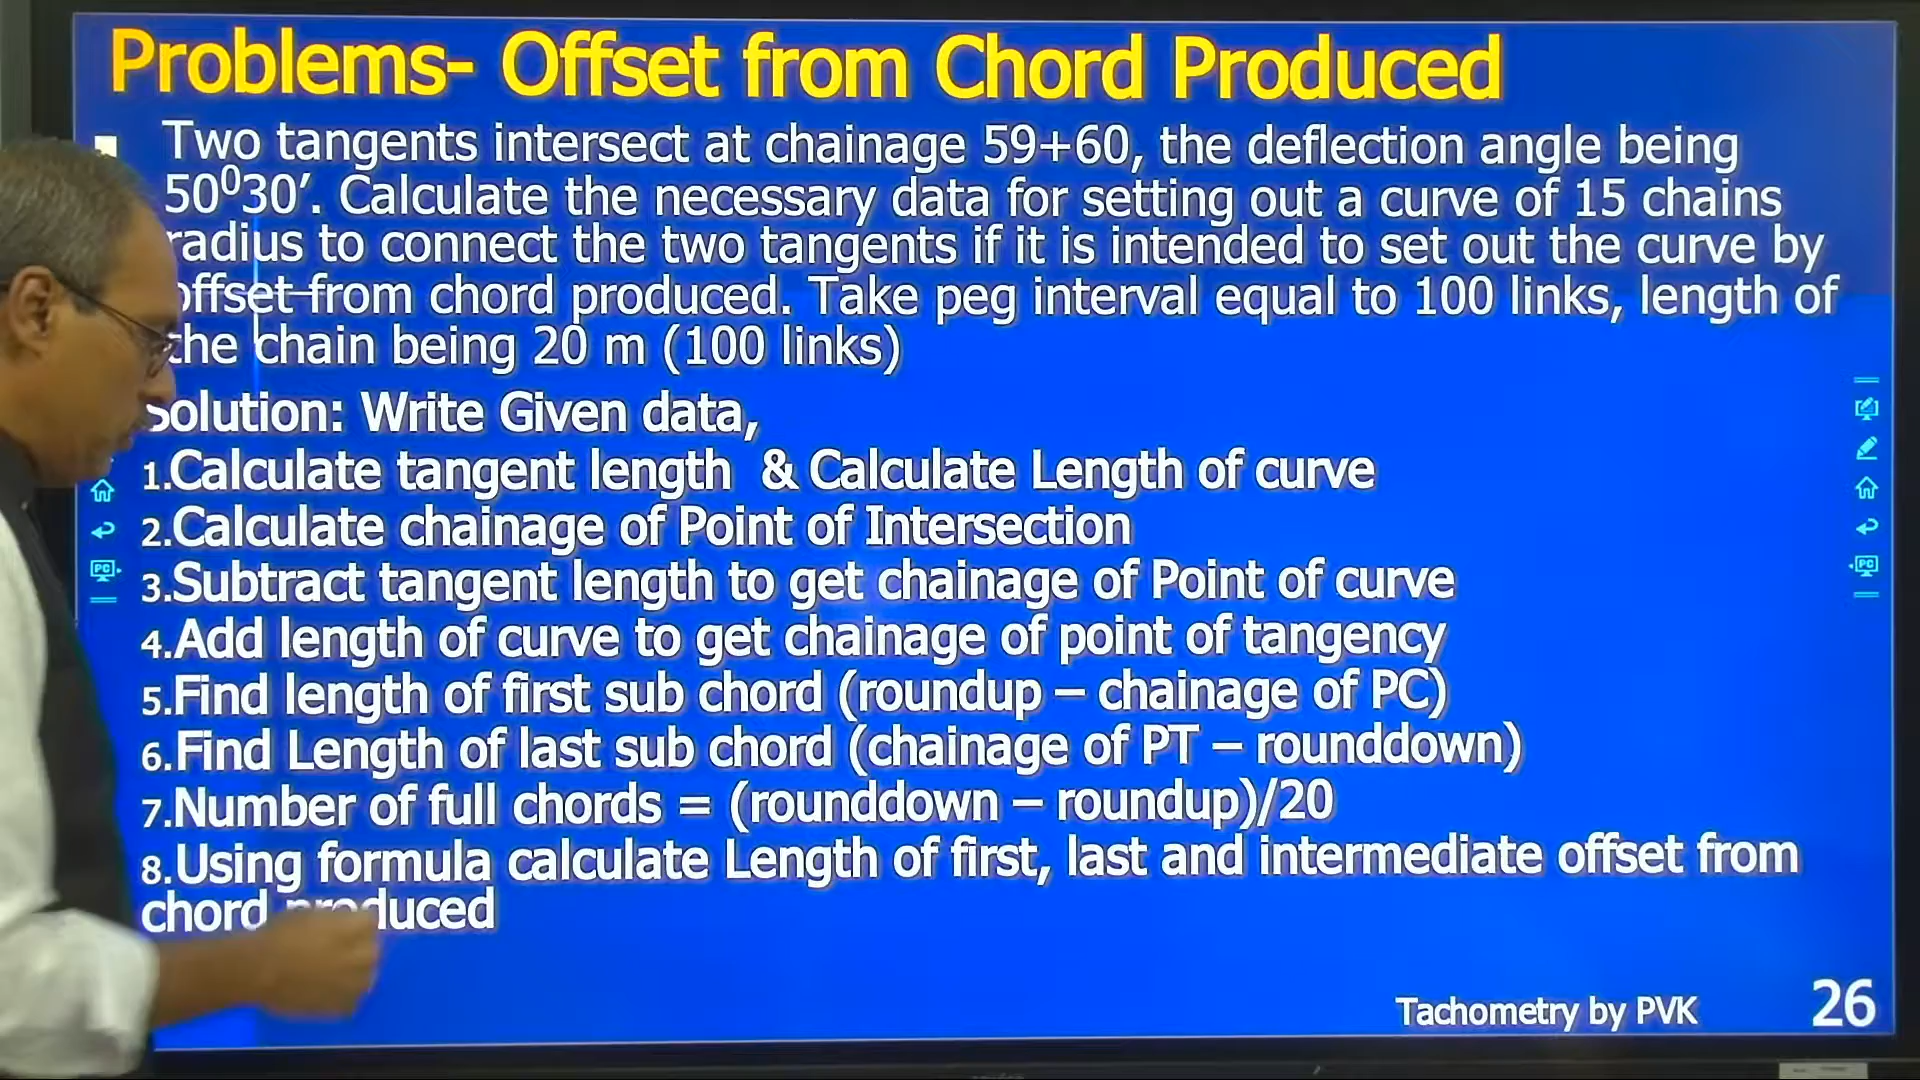 Problems- Offset from Chord Produced
Two tangents intersect at chainage 59+60, the deflection angle being
50⁰30’. Calculate the necessary data for setting out a curve of 15 chains
radius to connect the two tangents if it is intended to set out the curve by
offset from chord produced. Take peg interval equal to 100 links, length of
the chain being 20 m (100 links)
Solution: Write Given data,
1.Calculate tangent length & Calculate Length of curve
2.Calculate chainage of Point of Intersection
3.Subtract tangent length to get chainage of Point of curve
4.Add length of curve to get chainage of point of tangency
5.Find length of first sub chord (roundup – chainage of PC)
6.Find Length of last sub chord (chainage of PT – rounddown)
7.Number of full chords = (rounddown – roundup)/20
8.Using formula calculate Length of first, last and intermediate offset from
chord produced
Tachometry by PVK
26
PC
PC